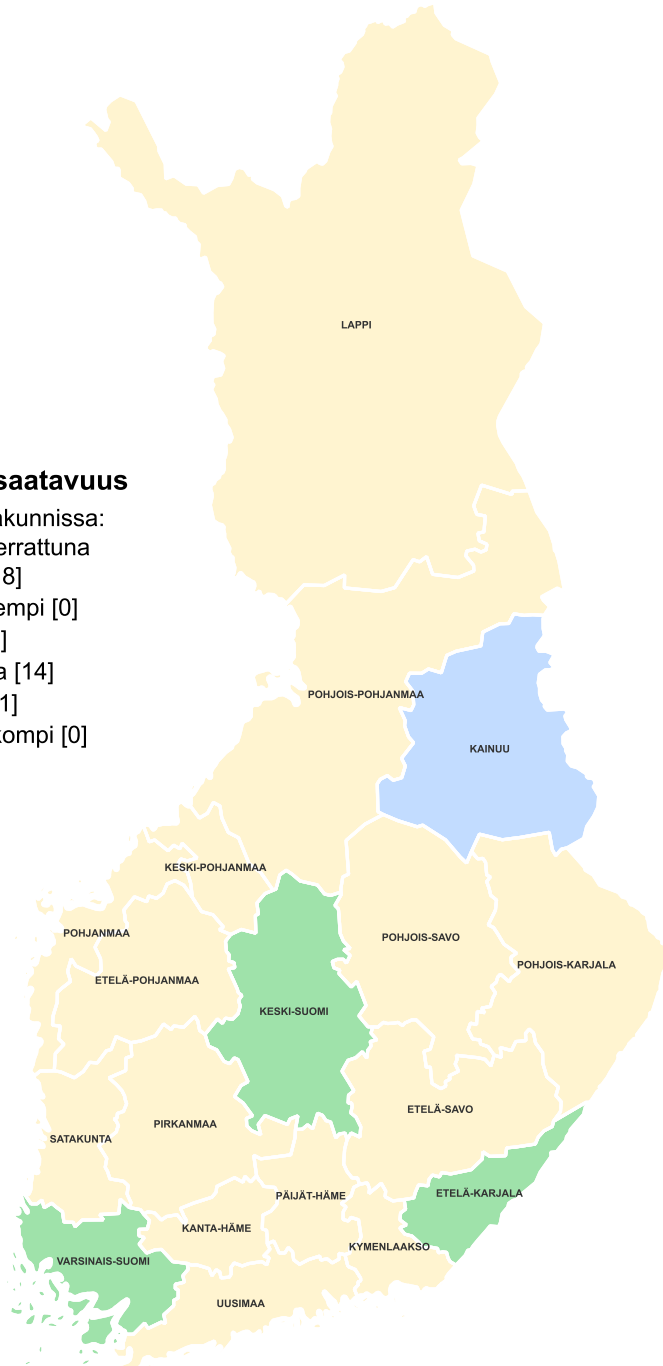 LAPPI
saatavuus
akunnissa:
errattuna
8]
empi [0]
]
a [14]
1]
kompi [0]
POHJOIS-POHJANMAA
KAINUU
KESKI-POHJANMAA
POHJANMAA
POHJOIS-SAVO
POHJOIS-KARJALA
ETELÄ-POHJANMAA
KESKI-SUOMI
ETELÄ-SAVO
PIRKANMAA
SATAKUNTA
ETELÄ-KARJALA
PÄIJÄT-HÄME
KANTA-HÄME
KYMENLAAKSO
VARSINAIS-SUOMI
UUSIMAA